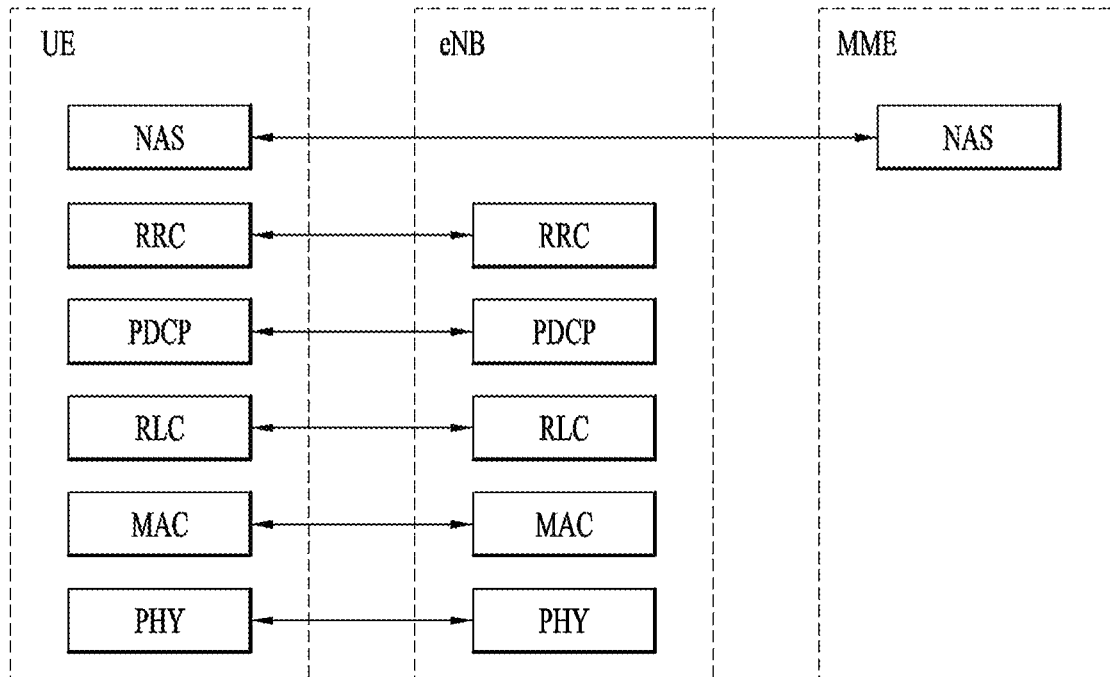 UE eNB MME
NAS NAS
RRC RRC
PDCP PDCP
RLC RLC
MAC MAC
PHY PHY